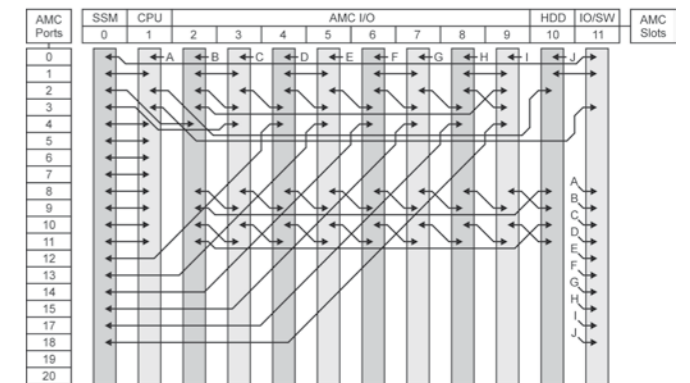 AMC Ports SSM CPU AMC I/O HDD IO/SW AMC Slots
0 1 2 3 4 5 6 7 8 9 10 11
0 A B C D E F G H I J
1
2
3
4
5
6
7
8 A
9 B
10 C
11 D
12 E
13 F
14 G
15 H
17 I
18 J
19
20